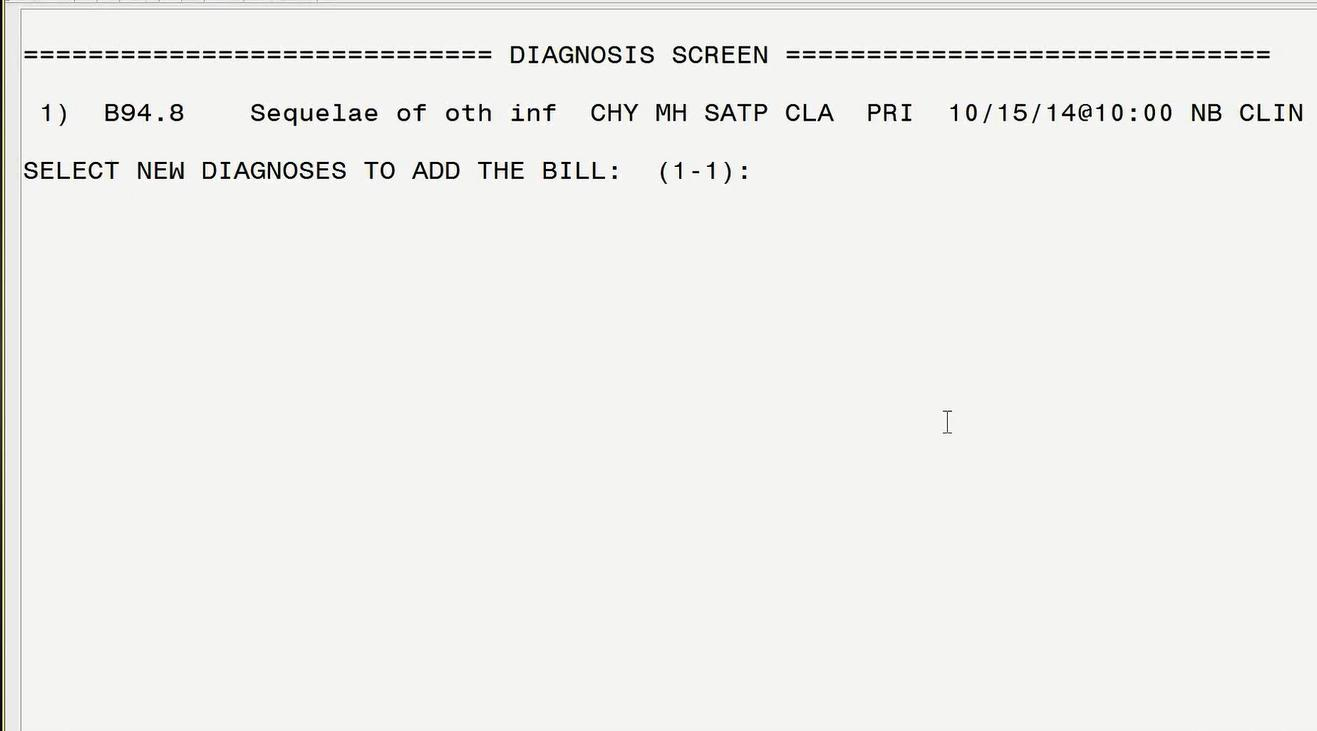 ============================= DIAGNOSIS SCREEN ==============================
1) B94.8 Sequelae of oth inf CHY MH SATP CLA PRI 10/15/14@10:00 NB CLIN
SELECT NEW DIAGNOSES TO ADD THE BILL: (1-1):